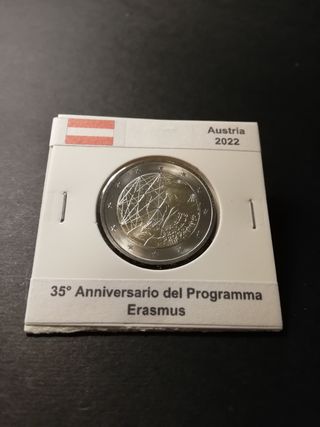 Austria
2022
35° Anniversario del Programma
Erasmus